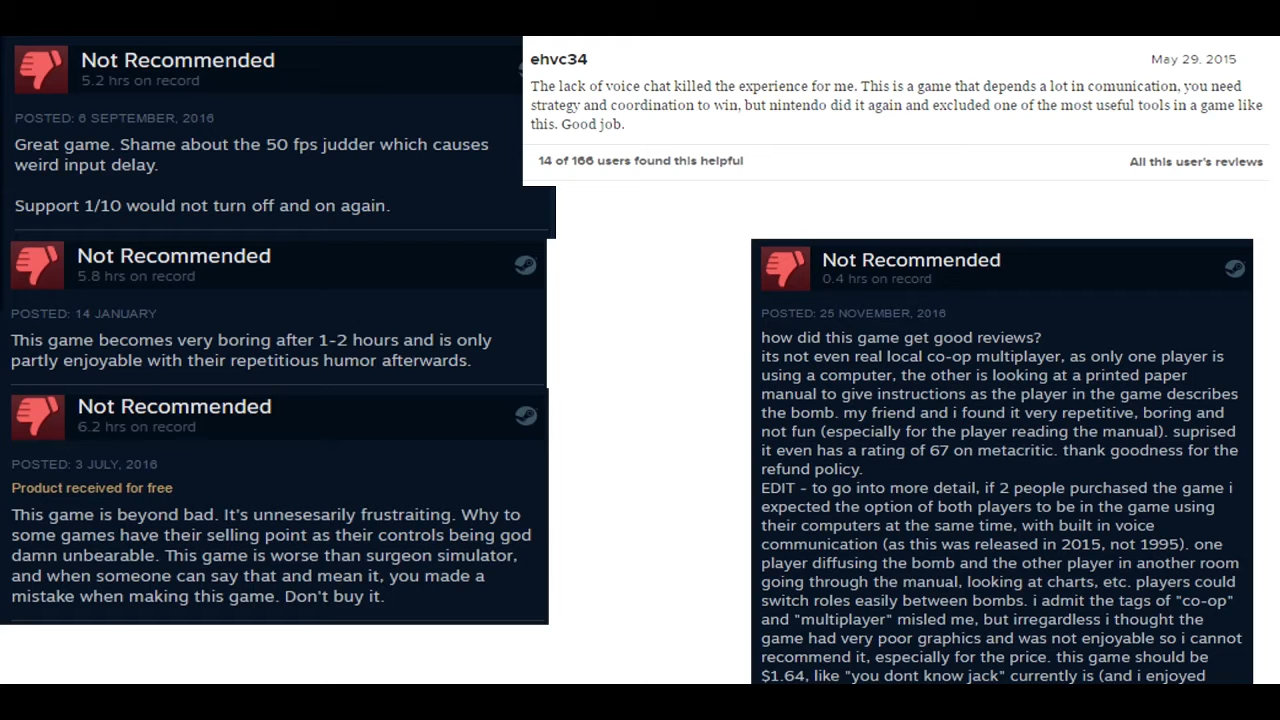 Not Recommended
5.2 hrs on record
POSTED: 6 SEPTEMBER, 2016
Great game. Shame about the 50 fps judder which causes
weird input delay.
Support 1/10 would not turn off and on again.
Not Recommended
5.8 hrs on record
POSTED: 14 JANUARY
This game becomes very boring after 1-2 hours and is only
partly enjoyable with their repetitious humor afterwards.
Not Recommended
6.2 hrs on record
POSTED: 3 JULY, 2016
Product received for free
This game is beyond bad. It's unnesesarily frustraiting. Why to
some games have their selling point as their controls being god
damn unbearable. This game is worse than surgeon simulator,
and when someone can say that and mean it, you made a
mistake when making this game. Don't buy it.
ehvc34
May 29. 2015
The lack of voice chat killed the experience for me. This is a game that depends a lot in comunication, you need
strategy and coordination to win, but nintendo did it again and excluded one of the most useful tools in a game like
this. Good job.
14 of 166 users found this helpful
All this user's reviews
Not Recommended
0.4 hrs on record
POSTED: 25 NOVEMBER, 2016
how did this game get good reviews?
its not even real local co-op multiplayer, as only one player is
using a computer, the other is looking at a printed paper
manual to give instructions as the player in the game describes
the bomb. my friend and i found it very repetitive, boring and
not fun (especially for the player reading the manual). suprised
it even has a rating of 67 on metacritic. thank goodness for the
refund policy.
EDIT - to go into more detail, if 2 people purchased the game i
expected the option of both players to be in the game using
their computers at the same time, with built in voice
communication (as this was released in 2015, not 1995). one
player diffusing the bomb and the other player in another room
going through the manual, looking at charts, etc. players could
switch roles easily between bombs. i admit the tags of "co-op"
and "multiplayer" misled me, but irregardless i thought the
game had very poor graphics and was not enjoyable so i cannot
recommend it, especially for the price. this game should be
$1.64, like "you dont know jack" currently is (and i enjoyed